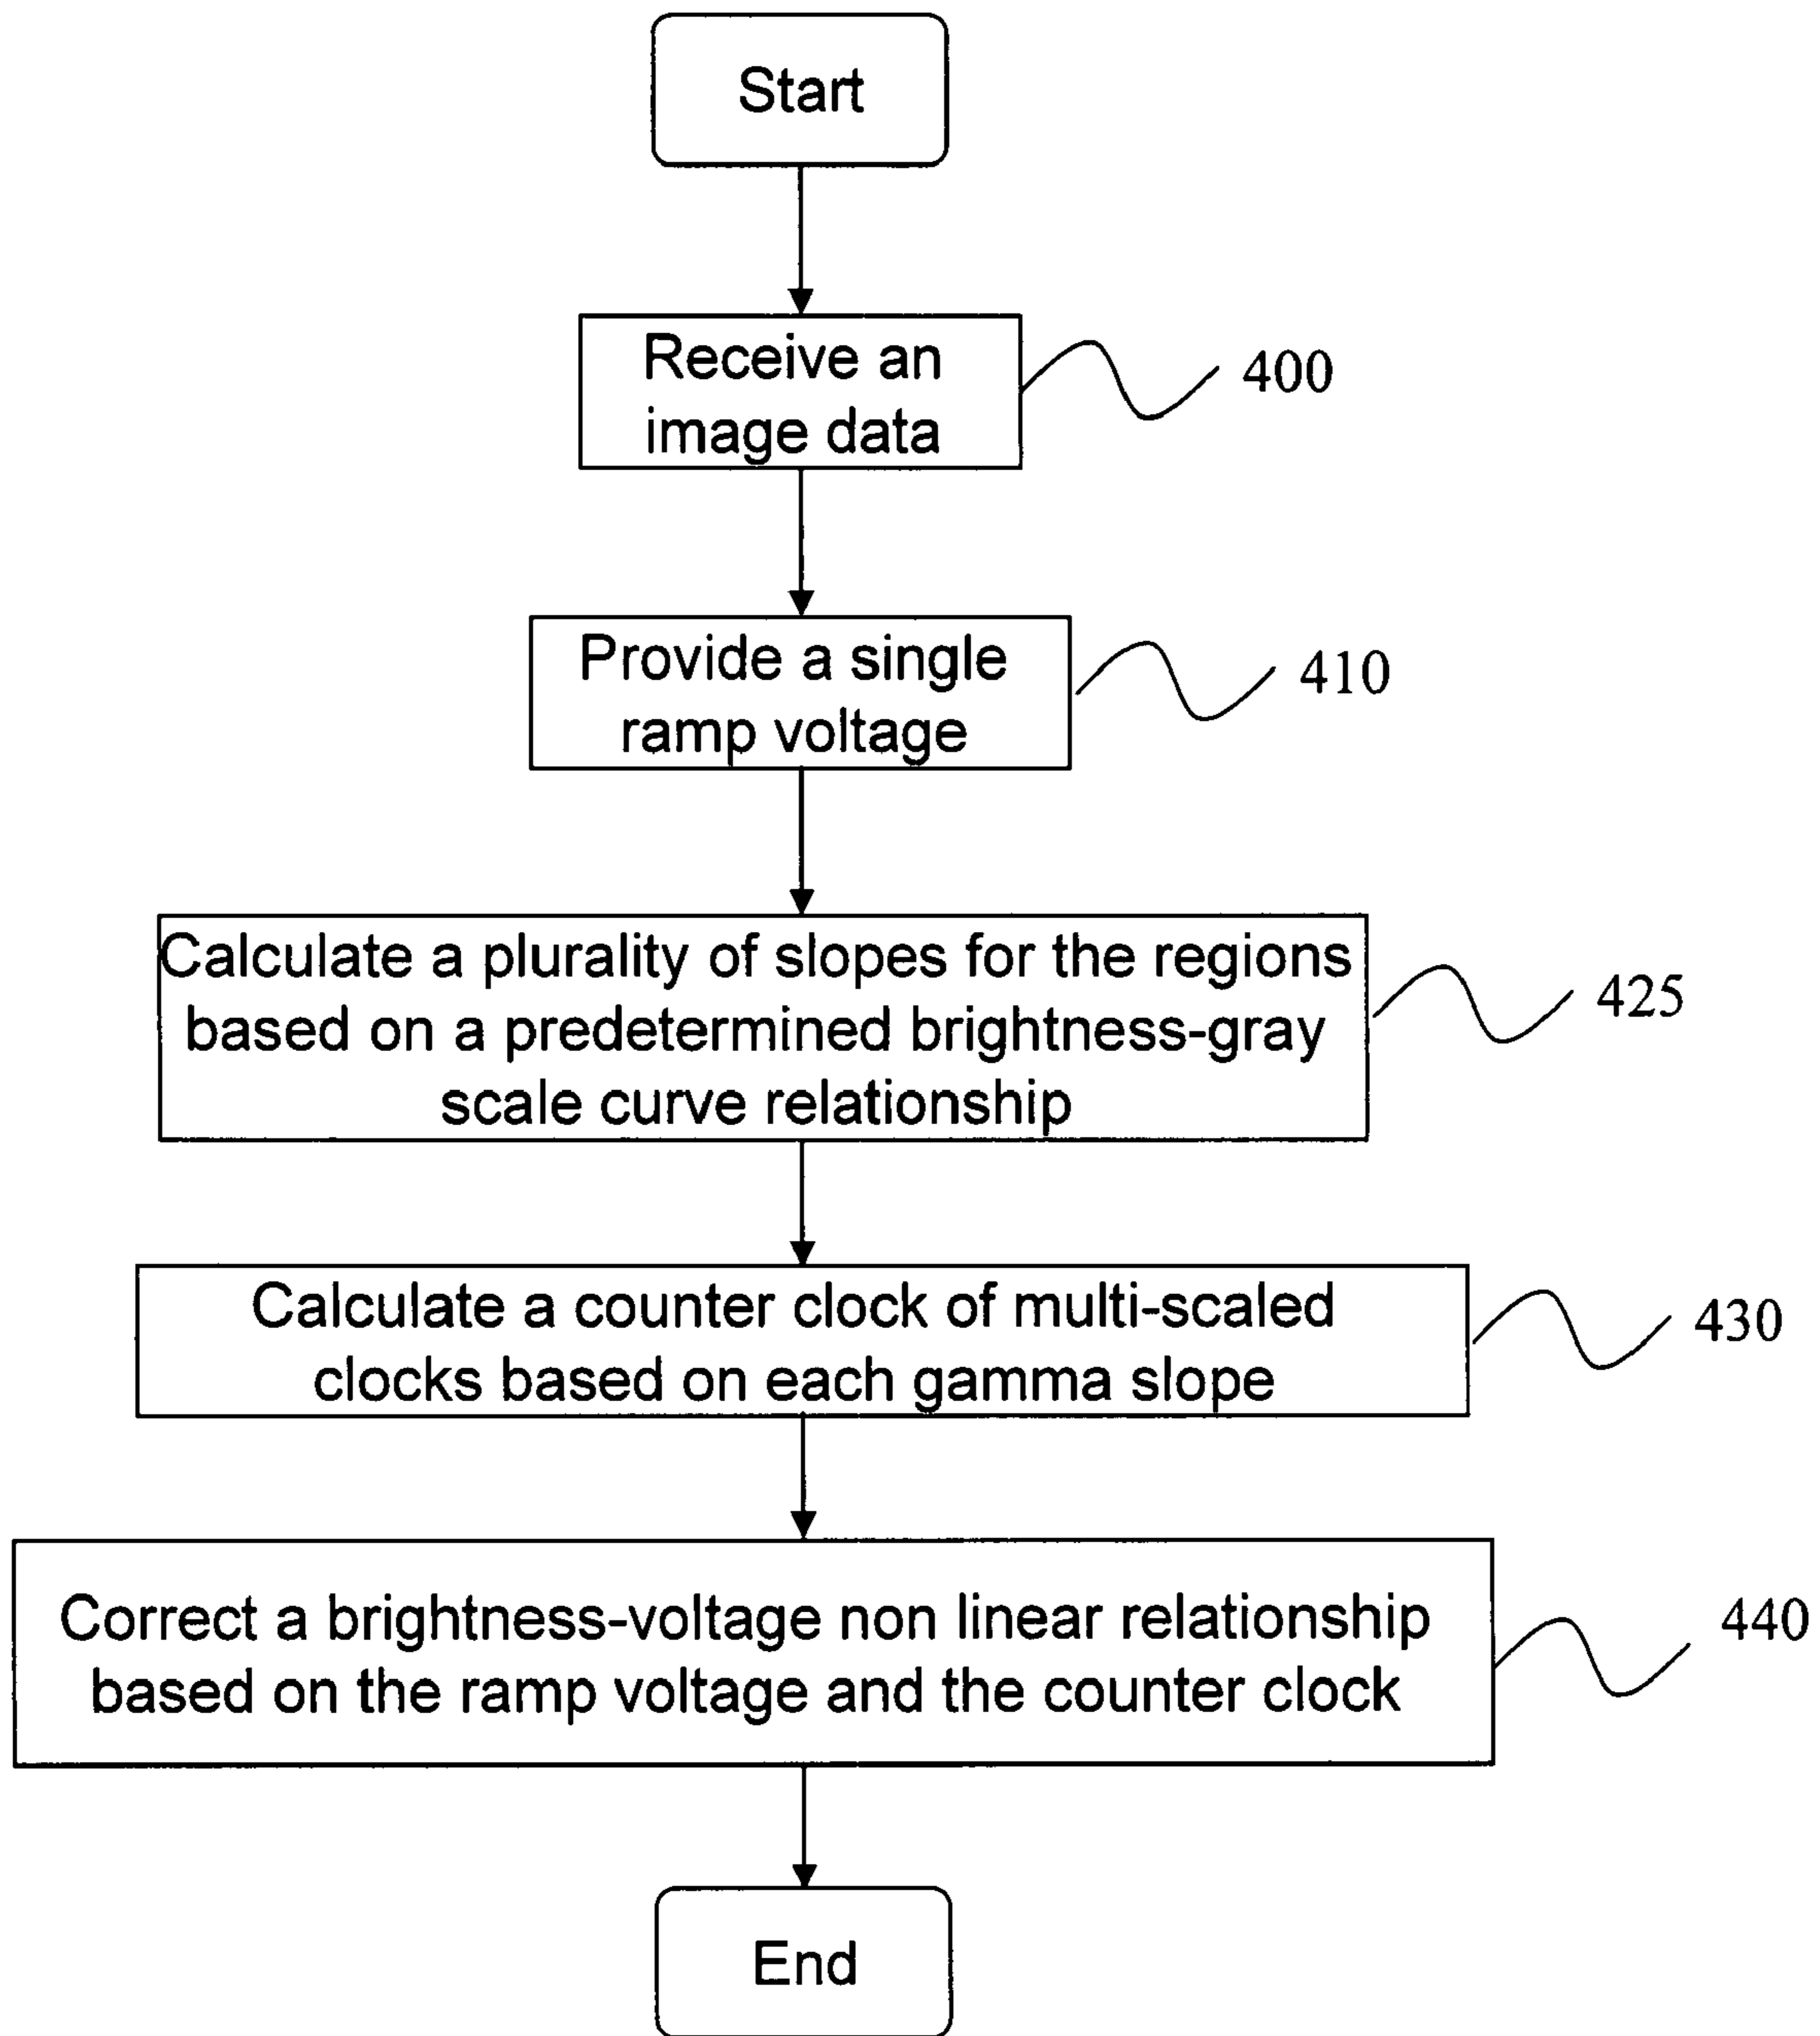 Start
Receive an
image data
400
Provide a single
ramp voltage
410
Calculate a plurality of slopes for the regions
based on a predetermined brightness-gray
scale curve relationship
425
Calculate a counter clock of multi-scaled
clocks based on each gamma slope
430
Correct a brightness-voltage non linear relationship
based on the ramp voltage and the counter clock
440
End